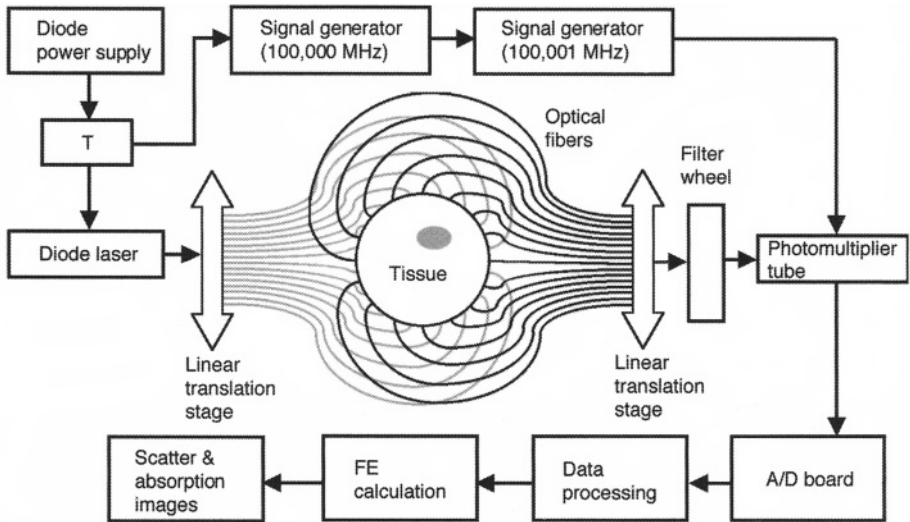 Diode
power supply
Signal generator
(100,000 MHz)
Signal generator
(100,001 MHz)
T
Optical
fibers
Filter
wheel
Diode laser
Tissue
Photomultiplier
tube
Linear
translation
stage
Linear
translation
stage
Scatter &
absorption
images
FE
calculation
Data
processing
A/D board